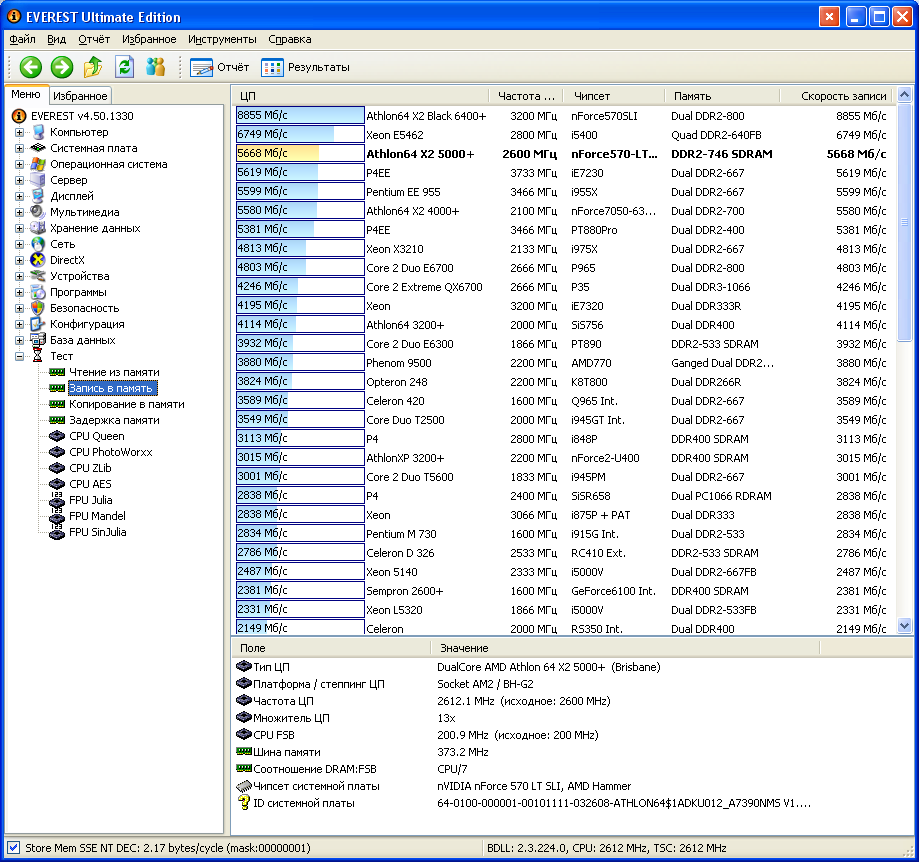 EVEREST Ultimate Edition
Файл Вид Отчёт Избранное Инструменты Справка
Отчёт Результаты
Меню Избранное
EVEREST v4.50.1330
Компьютер
Системная плата
Операционная система
Сервер
Дисплей
Мультимедиа
Хранение данных
Сеть
DirectX
Устройства
Программы
Безопасность
Конфигурация
База данных
Тест
Чтение из памяти
Запись в память
Копирование в памяти
Задержка памяти
CPU Queen
CPU PhotoWorxx
CPU ZLib
CPU AES
FPU Julia
FPU Mandel
FPU SinJulia
ЦП Частота ... Чипсет Память Скорость записи
8855 Мб/с Athlon64 X2 Black 6400+ 3200 МГц nForce570SLI Dual DDR2-800 8855 Мб/с
6749 Мб/с Xeon E5462 2800 МГц i5400 Quad DDR2-640FB 6749 Мб/с
5668 Мб/с Athlon64 X2 5000+ 2600 МГц nForce570-LT... DDR2-746 SDRAM 5668 Мб/с
5619 Мб/с P4EE 3733 МГц iE7230 Dual DDR2-667 5619 Мб/с
5599 Мб/с Pentium EE 955 3466 МГц i955X Dual DDR2-667 5599 Мб/с
5580 Мб/с Athlon64 X2 4000+ 2100 МГц nForce7050-63... Dual DDR2-700 5580 Мб/с
5381 Мб/с P4EE 3466 МГц PT880Pro Dual DDR2-400 5381 Мб/с
4813 Мб/с Xeon X3210 2133 МГц i975X Dual DDR2-667 4813 Мб/с
4803 Мб/с Core 2 Duo E6700 2666 МГц P965 Dual DDR2-800 4803 Мб/с
4246 Мб/с Core 2 Extreme QX6700 2666 МГц P35 Dual DDR3-1066 4246 Мб/с
4195 Мб/с Xeon 3200 МГц iE7320 Dual DDR333R 4195 Мб/с
4114 Мб/с Athlon64 3200+ 2000 МГц SiS756 Dual DDR400 4114 Мб/с
3932 Мб/с Core 2 Duo E6300 1866 МГц PT890 DDR2-533 SDRAM 3932 Мб/с
3880 Мб/с Phenom 9500 2200 МГц AMD770 Ganged Dual DDR2... 3880 Мб/с
3824 Мб/с Opteron 248 2200 МГц K8T800 Dual DDR266R 3824 Мб/с
3589 Мб/с Celeron 420 1600 МГц Q965 Int. Dual DDR2-667 3589 Мб/с
3549 Мб/с Core Duo T2500 2000 МГц i945GT Int. Dual DDR2-667 3549 Мб/с
3113 Мб/с P4 2800 МГц i848P DDR400 SDRAM 3113 Мб/с
3015 Мб/с AthlonXP 3200+ 2200 МГц nForce2-U400 Dual DDR400 3015 Мб/с
3001 Мб/с Core 2 Duo T5600 1833 МГц i945PM Dual DDR2-667 3001 Мб/с
2838 Мб/с P4 2400 МГц SiSR658 Dual PC1066 RDRAM 2838 Мб/с
2838 Мб/с Xeon 3066 МГц i875P + PAT Dual DDR333 2838 Мб/с
2834 Мб/с Pentium M 730 1600 МГц i915G Int. Dual DDR2-533 2834 Мб/с
2786 Мб/с Celeron D 326 2533 МГц RC410 Ext. DDR2-533 SDRAM 2786 Мб/с
2487 Мб/с Xeon 5140 2333 МГц i5000V Dual DDR2-667FB 2487 Мб/с
2381 Мб/с Sempron 2600+ 1600 МГц GeForce6100 Int. DDR400 SDRAM 2381 Мб/с
2331 Мб/с Xeon L5320 1866 МГц i5000V Dual DDR2-533FB 2331 Мб/с
2149 Мб/с Celeron 2000 МГц RS350 Int. Dual DDR400 2149 Мб/с
Поле Значение
Тип ЦП DualCore AMD Athlon 64 X2 5000+ (Brisbane)
Платформа / степпинг ЦП Socket AM2 / BH-G2
Частота ЦП 2612.1 MHz (исходное: 2600 MHz)
Множитель ЦП 13x
CPU FSB 200.9 MHz (исходное: 200 MHz)
Шина памяти 373.2 MHz
Соотношение DRAM:FSB CPU/7
Чипсет системной платы nVIDIA nForce 570 LT SLI, AMD Hammer
ID системной платы 64-0100-000001-00101111-032608-ATHLON64$1ADKU012_A7390NMS V1....
Store Mem SSE NT DEC: 2.17 bytes/cycle (mask:00000001) BDLL: 2.3.224.0, CPU: 2612 MHz, TSC: 2612 MHz